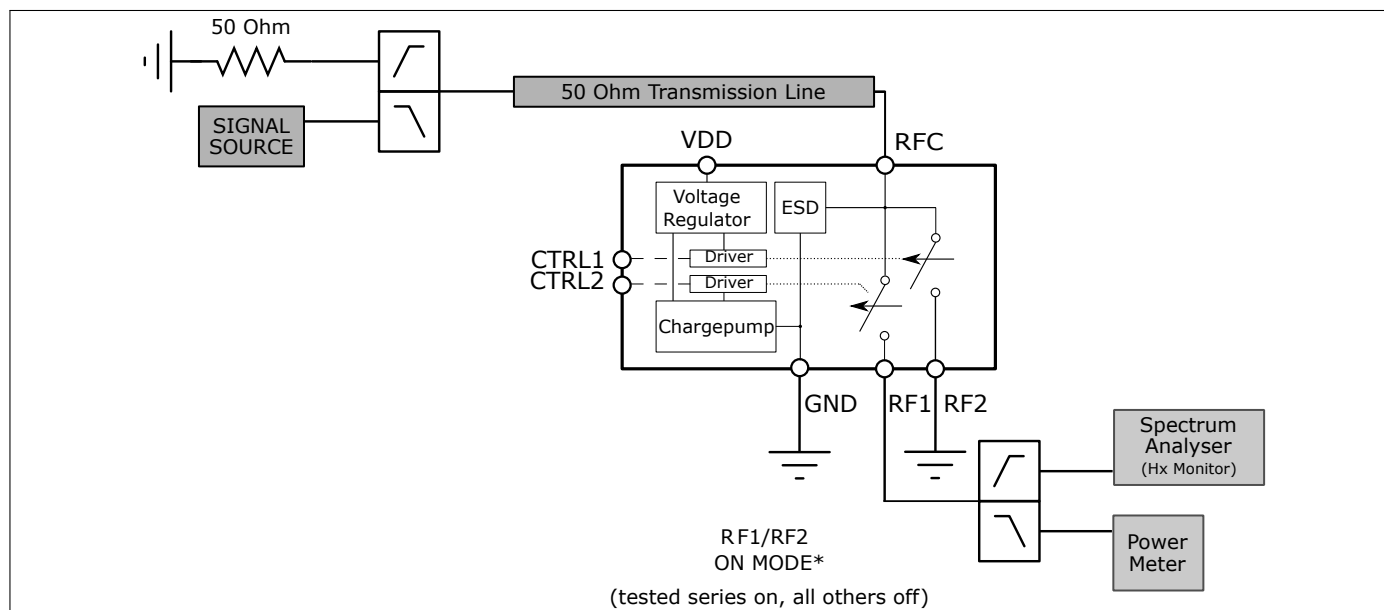 50 Ohm
SIGNAL
SOURCE
50 Ohm Transmission Line
VDD
RFC
Voltage
Regulator
ESD
CTRL1
CTRL2
Driver
Driver
Chargepump
GND
RF1
RF2
Spectrum
Analyser
(Hx Monitor)
Power
Meter
RF1/RF2
ON MODE*
(tested series on, all others off)